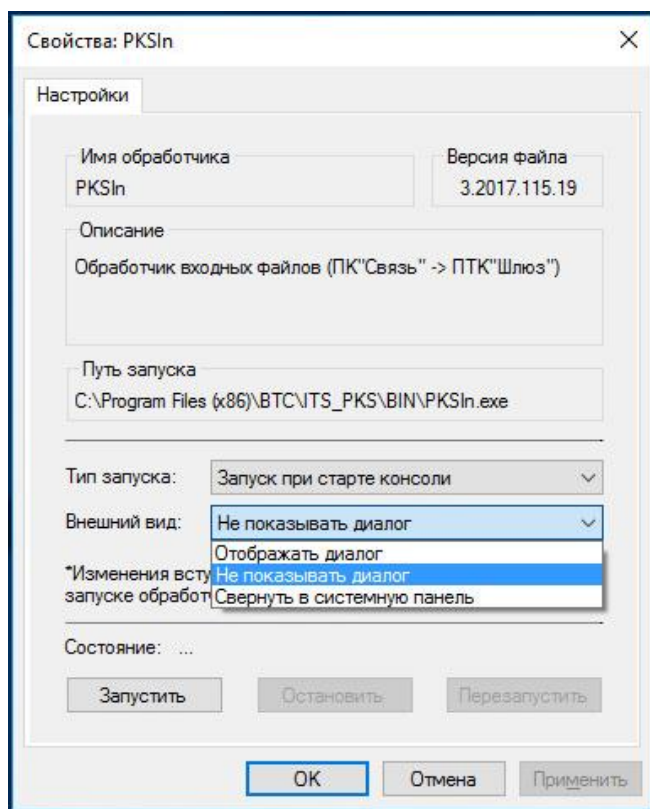 Свойства: PKSIn
Настройки
Имя обработчика
Версия файла
PKSIn
3.2017.115.19
Описание
Обработчик входных файлов (ПК"Связь" -> ПТК"Шлюз")
Путь запуска
C:\Program Files (x86)\BTC\ITS_PKS\BIN\PKSIn.exe
Тип запуска:
Запуск при старте консоли
Внешний вид:
Не показывать диалог
Отображать диалог
*Изменения всту
Не показывать диалог
запуске обработ
Свернуть в системную панель
Состояние: ...
Запустить
Остановить
Перезапустить
OK
Отмена
Применить